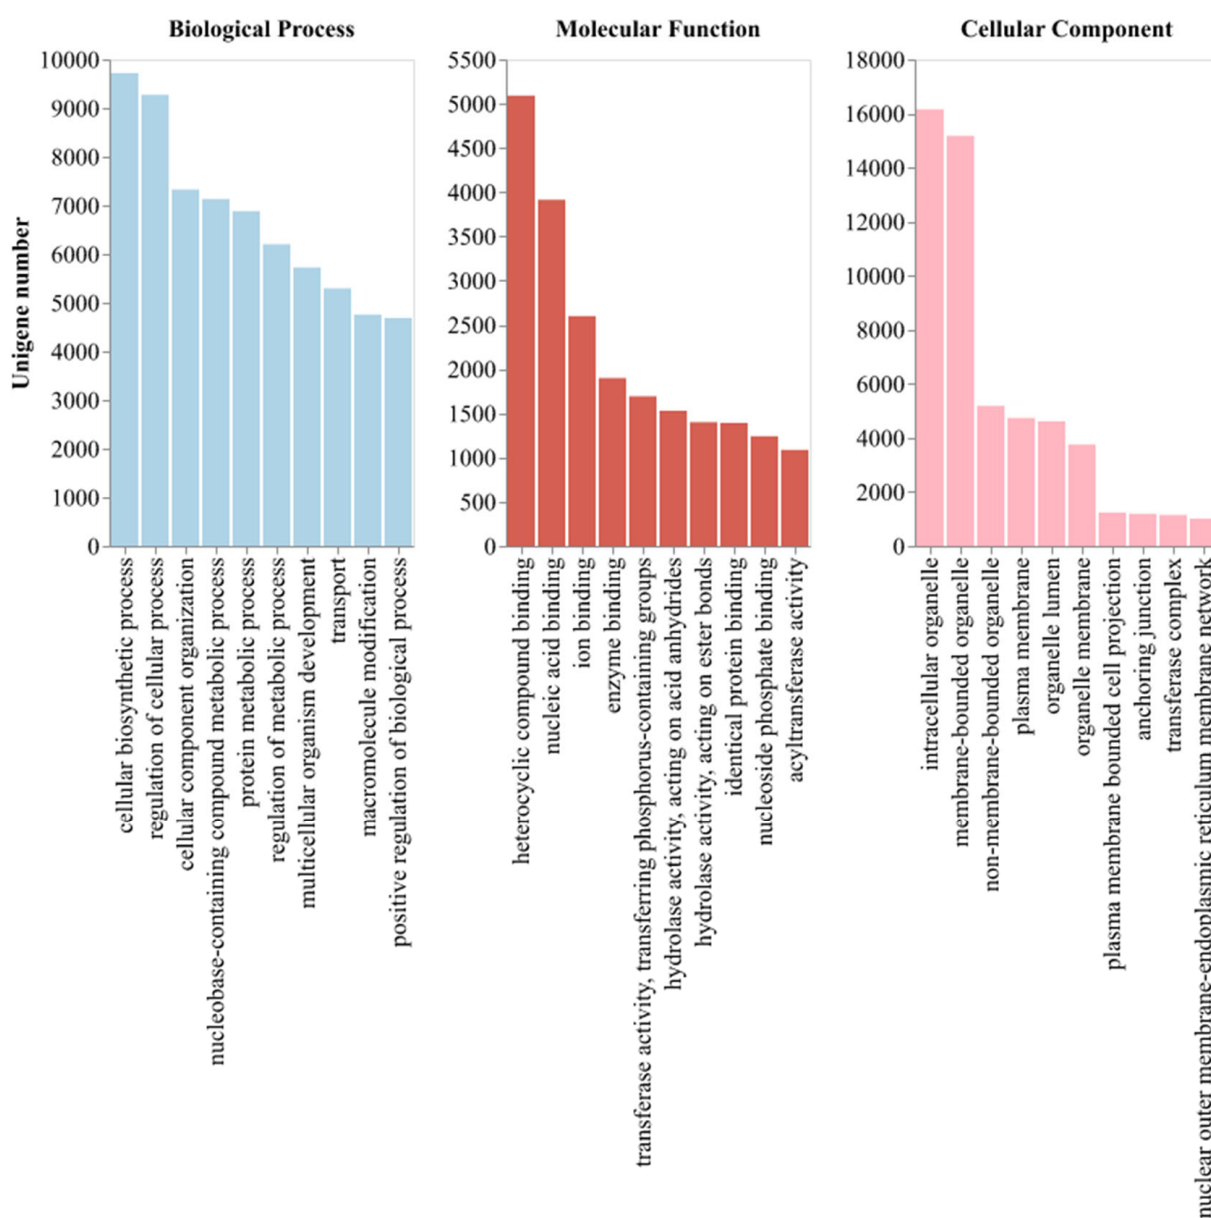 Biological Process
Molecular Function
Cellular Component
Unigene number
10000
9000
8000
7000
6000
5000
4000
3000
2000
1000
0
cellular biosynthetic process
regulation of cellular process
cellular component organization
nucleobase-containing compound metabolic process
protein metabolic process
regulation of metabolic process
multicellular organism development
transport
macromolecule modification
positive regulation of biological process
5500
5000
4500
4000
3500
3000
2500
2000
1500
1000
500
0
heterocyclic compound binding
nucleic acid binding
ion binding
enzyme binding
transferase activity, transferring phosphorus-containing groups
hydrolase activity, acting on acid anhydrides
hydrolase activity, acting on ester bonds
identical protein binding
nucleoside phosphate binding
acyltransferase activity
18000
16000
14000
12000
10000
8000
6000
4000
2000
0
intracellular organelle
membrane-bounded organelle
non-membrane-bounded organelle
plasma membrane
organelle lumen
organelle membrane
plasma membrane bounded cell projection
anchoring junction
transferase complex
nuclear outer membrane-endoplasmic reticulum membrane network